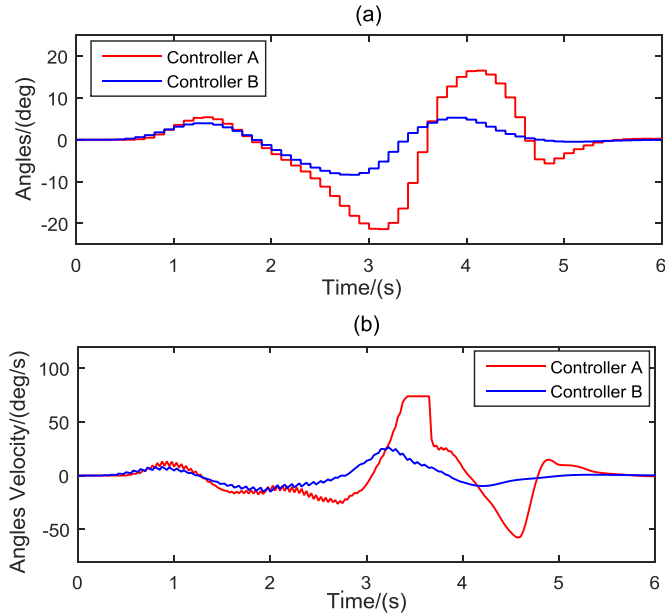 (a)
Angles/(deg)
20
10
0
-10
-20
Controller A
Controller B
0 1 2 3 4 5 6
Time/(s)
(b)
Angles Velocity/(deg/s)
100
50
0
-50
Controller A
Controller B
0 1 2 3 4 5 6
Time/(s)